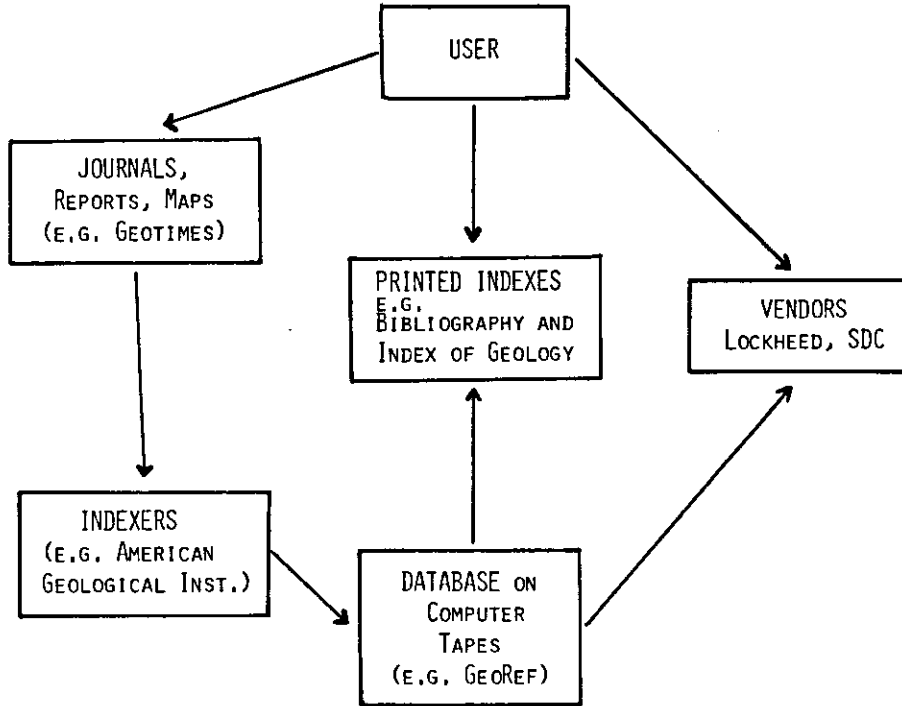 USER
JOURNALS,
REPORTS, MAPS
(E.G. GEOTIMES)
PRINTED INDEXES
E.G.
BIBLIOGRAPHY AND
INDEX OF GEOLOGY
VENDORS
LOCKHEED, SDC
INDEXERS
(E.G. AMERICAN
GEOLOGICAL INST.)
DATABASE ON
COMPUTER
TAPES
(E.G. GEOREF)